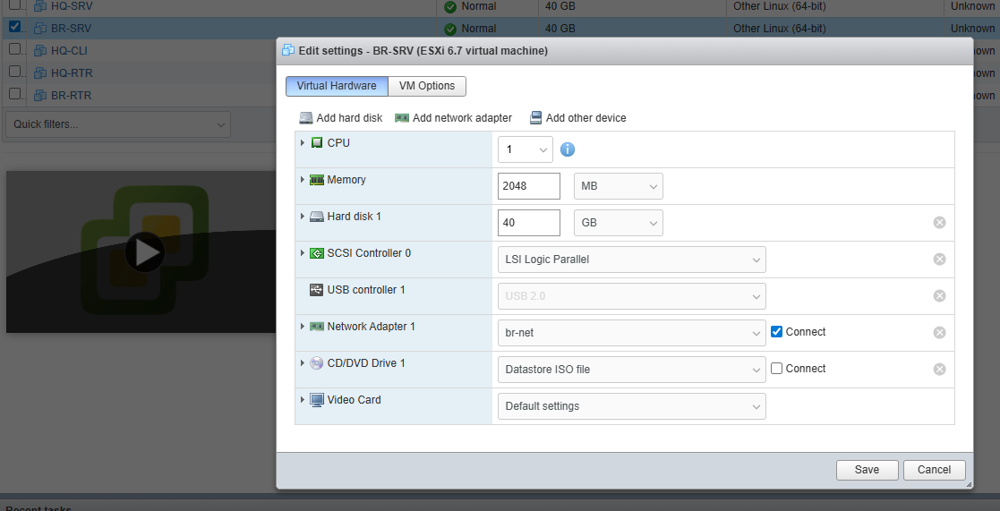 HQ-SRV Normal 40 GB Other Linux (64-bit) Unknown
BR-SRV Normal 40 GB Other Linux (64-bit) Unknown
HQ-CLI
HQ-RTR
BR-RTR
Quick filters...
Edit settings - BR-SRV (ESXi 6.7 virtual machine)
Virtual Hardware VM Options
Add hard disk Add network adapter Add other device
CPU 1
Memory 2048 MB
Hard disk 1 40 GB
SCSI Controller 0 LSI Logic Parallel
USB controller 1 USB 2.0
Network Adapter 1 br-net Connect
CD/DVD Drive 1 Datastore ISO file Connect
Video Card Default settings
Save Cancel
Recent tasks